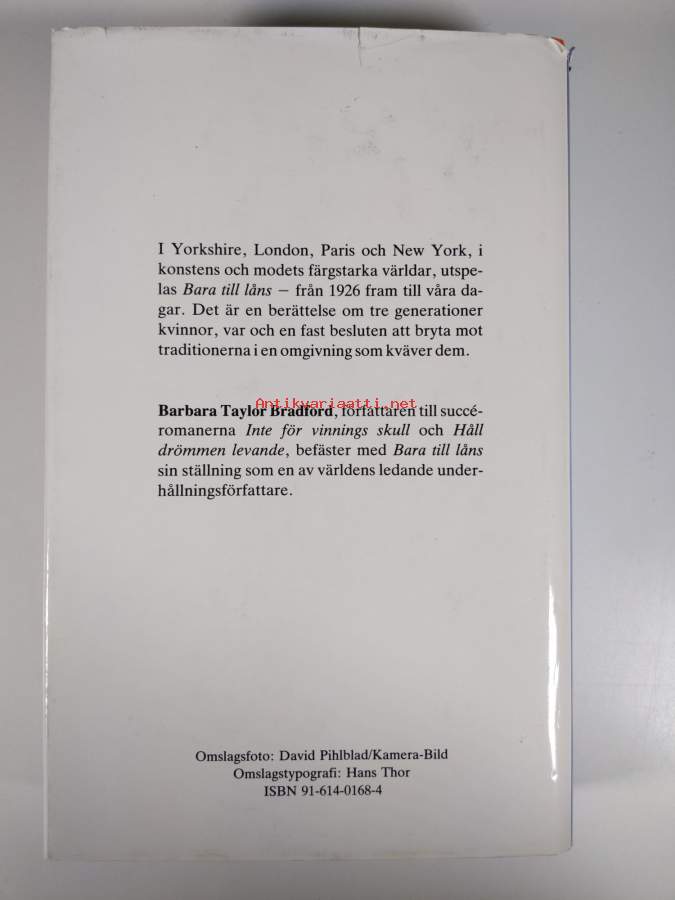 I Yorkshire, London, Paris och New York, i
konstens och modets färgstarka världar, utspe-
las Bara till låns – från 1926 fram till våra da-
gar. Det är en berättelse om tre generationer
kvinnor, var och en fast besluten att bryta mot
traditionerna i en omgivning som kväver dem.
Antikvariaatti.net
Barbara Taylor Bradford, författaren till succé-
romanerna Inte för vinnings skull och Håll
drömmen levande, befäster med Bara till låns
sin ställning som en av världens ledande under-
hållningsförfattare.
Omslagsfoto: David Pihlblad/Kamera-Bild
Omslagstypografi: Hans Thor
ISBN 91-614-0168-4